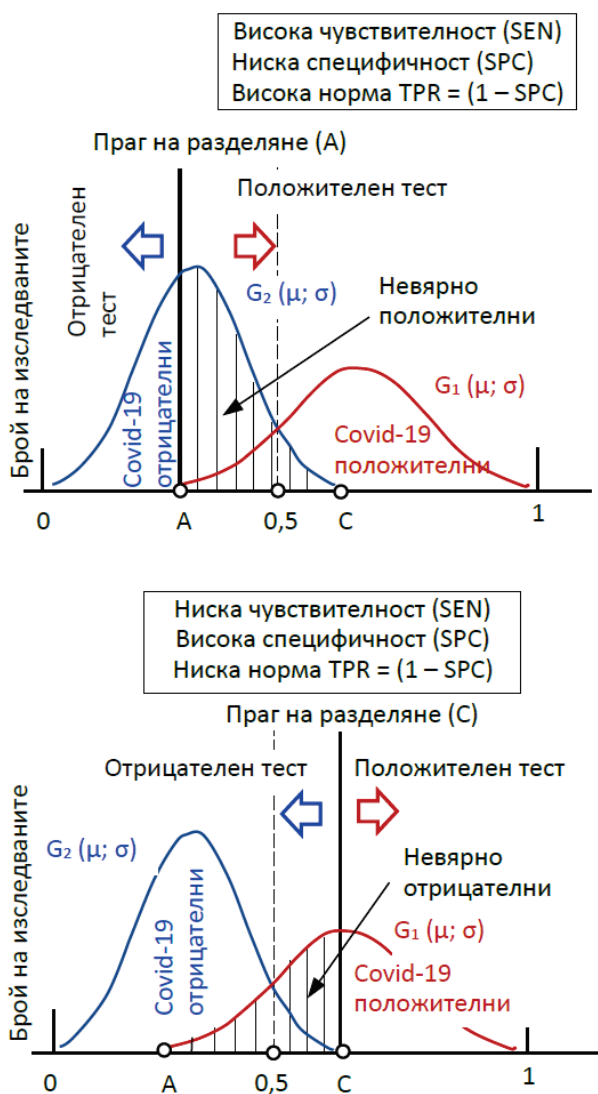 Висока чувствителност (SEN)
Ниска специфичност (SPC)
Висока норма TPR = (1 – SPC)
Праг на разделяне (A)
Положителен тест
Отрицателен
тест
Брой на изследваните
G₂ (μ; σ)
Невярно
положителни
G₁ (μ; σ)
Covid-19
отрицателни
Covid-19
положителни
0
A
0,5
C
1
Ниска чувствителност (SEN)
Висока специфичност (SPC)
Ниска норма TPR = (1 – SPC)
Праг на разделяне (C)
Отрицателен тест
Положителен тест
Брой на изследваните
G₂ (μ; σ)
Невярно
отрицателни
G₁ (μ; σ)
Covid-19
отрицателни
Covid-19
положителни
0
A
0,5
C
1